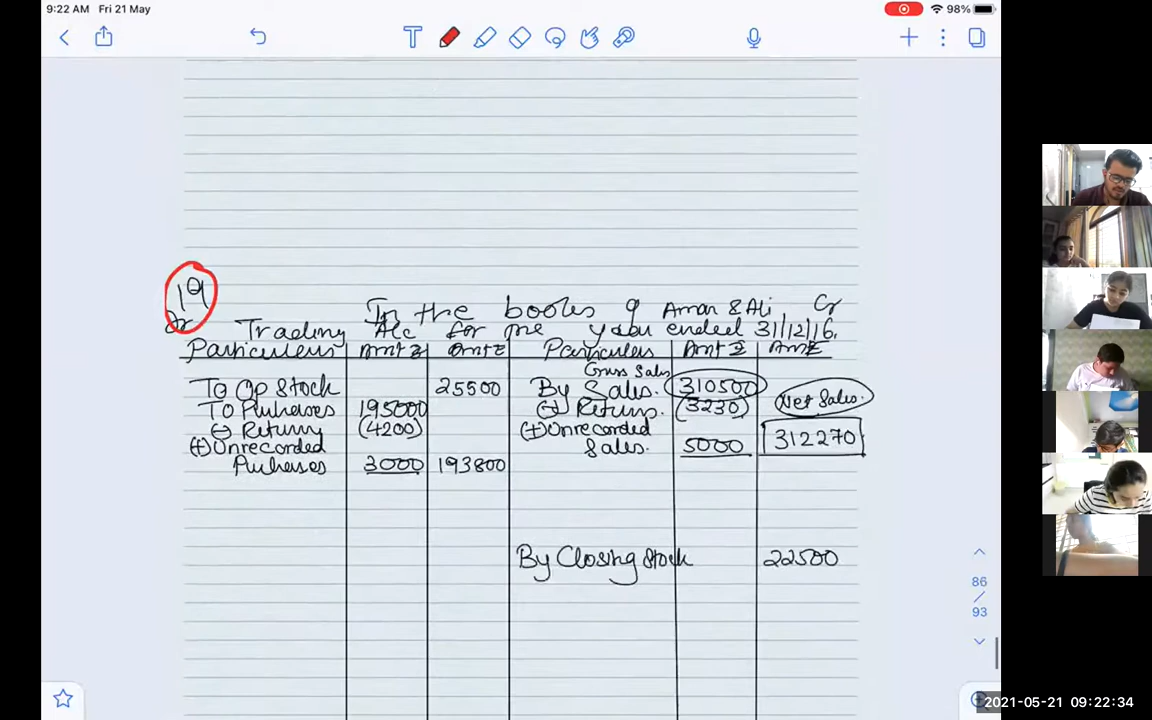 9:22 AM Fri 21 May
98%
19
In the books of Aman & Ali
Dr Cr
Trading A/c for the year ended 31/12/16.
Particulars Amt ₹ Amt ₹ Particulars Amt ₹ Amt ₹
Gross Sales
To Op Stock 25500 By Sales. 310500 Net Sales.
To Purchases 195000 (-) Return. (3230)
(-) Return (4200) (+) Unrecorded
(+) Unrecorded Sales. 5000 312270
Purchases 3000 193800
By Closing Stock 22500
86
/
93
2021-05-21 09:22:34